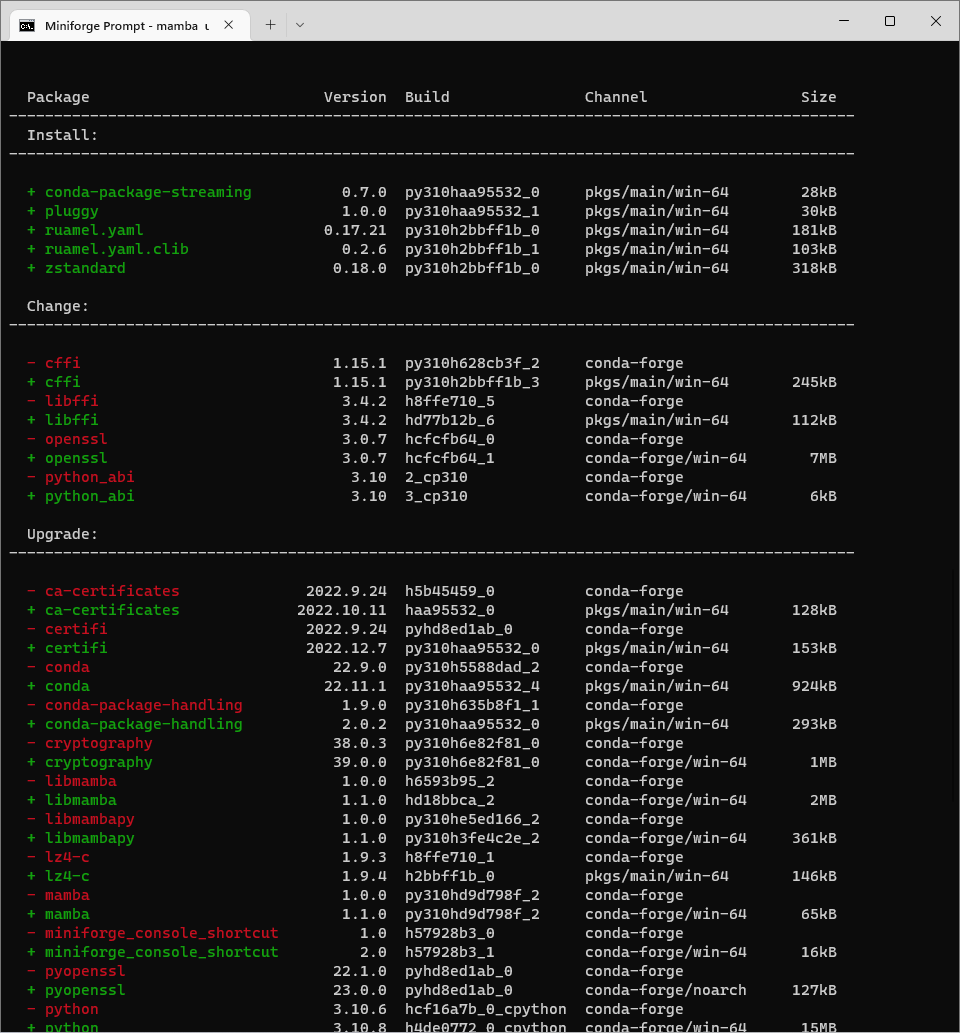 Miniforge Prompt - mamba u
Package Version Build Channel Size
Install:
+ conda-package-streaming 0.7.0 py310haa95532_0 pkgs/main/win-64 28kB
+ pluggy 1.0.0 py310haa95532_1 pkgs/main/win-64 30kB
+ ruamel.yaml 0.17.21 py310h2bbff1b_0 pkgs/main/win-64 181kB
+ ruamel.yaml.clib 0.2.6 py310h2bbff1b_1 pkgs/main/win-64 103kB
+ zstandard 0.18.0 py310h2bbff1b_0 pkgs/main/win-64 318kB
Change:
- cffi 1.15.1 py310h628cb3f_2 conda-forge
+ cffi 1.15.1 py310h2bbff1b_3 pkgs/main/win-64 245kB
- libffi 3.4.2 h8ffe710_5 conda-forge
+ libffi 3.4.2 hd77b12b_6 pkgs/main/win-64 112kB
- openssl 3.0.7 hcfcfb64_0 conda-forge
+ openssl 3.0.7 hcfcfb64_1 conda-forge/win-64 7MB
- python_abi 3.10 2_cp310 conda-forge
+ python_abi 3.10 3_cp310 conda-forge/win-64 6kB
Upgrade:
- ca-certificates 2022.9.24 h5b45459_0 conda-forge
+ ca-certificates 2022.10.11 haa95532_0 pkgs/main/win-64 128kB
- certifi 2022.9.24 pyhd8ed1ab_0 conda-forge
+ certifi 2022.12.7 py310haa95532_0 pkgs/main/win-64 153kB
- conda 22.9.0 py310h5588dad_2 conda-forge
+ conda 22.11.1 py310haa95532_4 pkgs/main/win-64 924kB
- conda-package-handling 1.9.0 py310h635b8f1_1 conda-forge
+ conda-package-handling 2.0.2 py310haa95532_0 pkgs/main/win-64 293kB
- cryptography 38.0.3 py310h6e82f81_0 conda-forge
+ cryptography 39.0.0 py310h6e82f81_0 conda-forge/win-64 1MB
- libmamba 1.0.0 h6593b95_2 conda-forge
+ libmamba 1.1.0 hd18bbca_2 conda-forge/win-64 2MB
- libmambapy 1.0.0 py310he5ed166_2 conda-forge
+ libmambapy 1.1.0 py310h3fe4c2e_2 conda-forge/win-64 361kB
- lz4-c 1.9.3 h8ffe710_1 conda-forge
+ lz4-c 1.9.4 h2bbff1b_0 pkgs/main/win-64 146kB
- mamba 1.0.0 py310hd9d798f_2 conda-forge
+ mamba 1.1.0 py310hd9d798f_2 conda-forge/win-64 65kB
- miniforge_console_shortcut 1.0 h57928b3_0 conda-forge
+ miniforge_console_shortcut 2.0 h57928b3_1 conda-forge/win-64 16kB
- pyopenssl 22.1.0 pyhd8ed1ab_0 conda-forge
+ pyopenssl 23.0.0 pyhd8ed1ab_0 conda-forge/noarch 127kB
- python 3.10.6 hcf16a7b_0_cpython conda-forge
+ python 3.10.8 h4de0772_0_cpython conda-forge/win-64 15MB